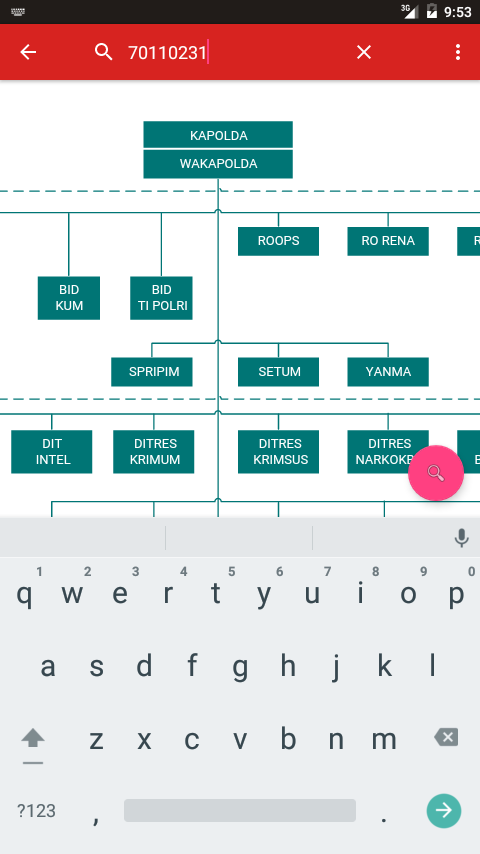 3G 9:53
70110231
KAPOLDA
WAKAPOLDA
ROOPS
RO RENA
BID
KUM
BID
TI POLRI
SPRIPIM
SETUM
YANMA
DIT
INTEL
DITRES
KRIMUM
DITRES
KRIMSUS
DITRES
1 2 3 4 5 6 7 8 9 0
q w e r t y u i o p
a s d f g h j k l
z x c v b n m
?123 , .